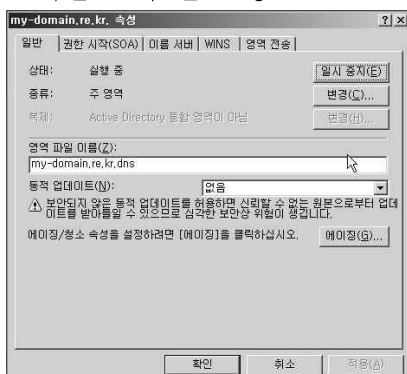 my-domain.re.kr. 속성
일반 권한 시작(SOA) 이름 서버 WINS 영역 전송
상태: 실행 중 일시 중지(E)
종류: 주 영역 변경(C)...
복제: Active Directory 통합 영역이 아님 변경(H)...
영역 파일 이름(Z):
my-domain.re.kr.dns
동적 업데이트(N): 없음
보안되지 않은 동적 업데이트를 허용하면 신뢰할 수 없는 원본으로부터 업데
이트를 받아들일 수 있으므로 심각한 보안상 위험이 생깁니다.
에이징/청소 속성을 설정하려면 [에이징]을 클릭하십시오. 에이징(G)...
확인 취소 적용(A)